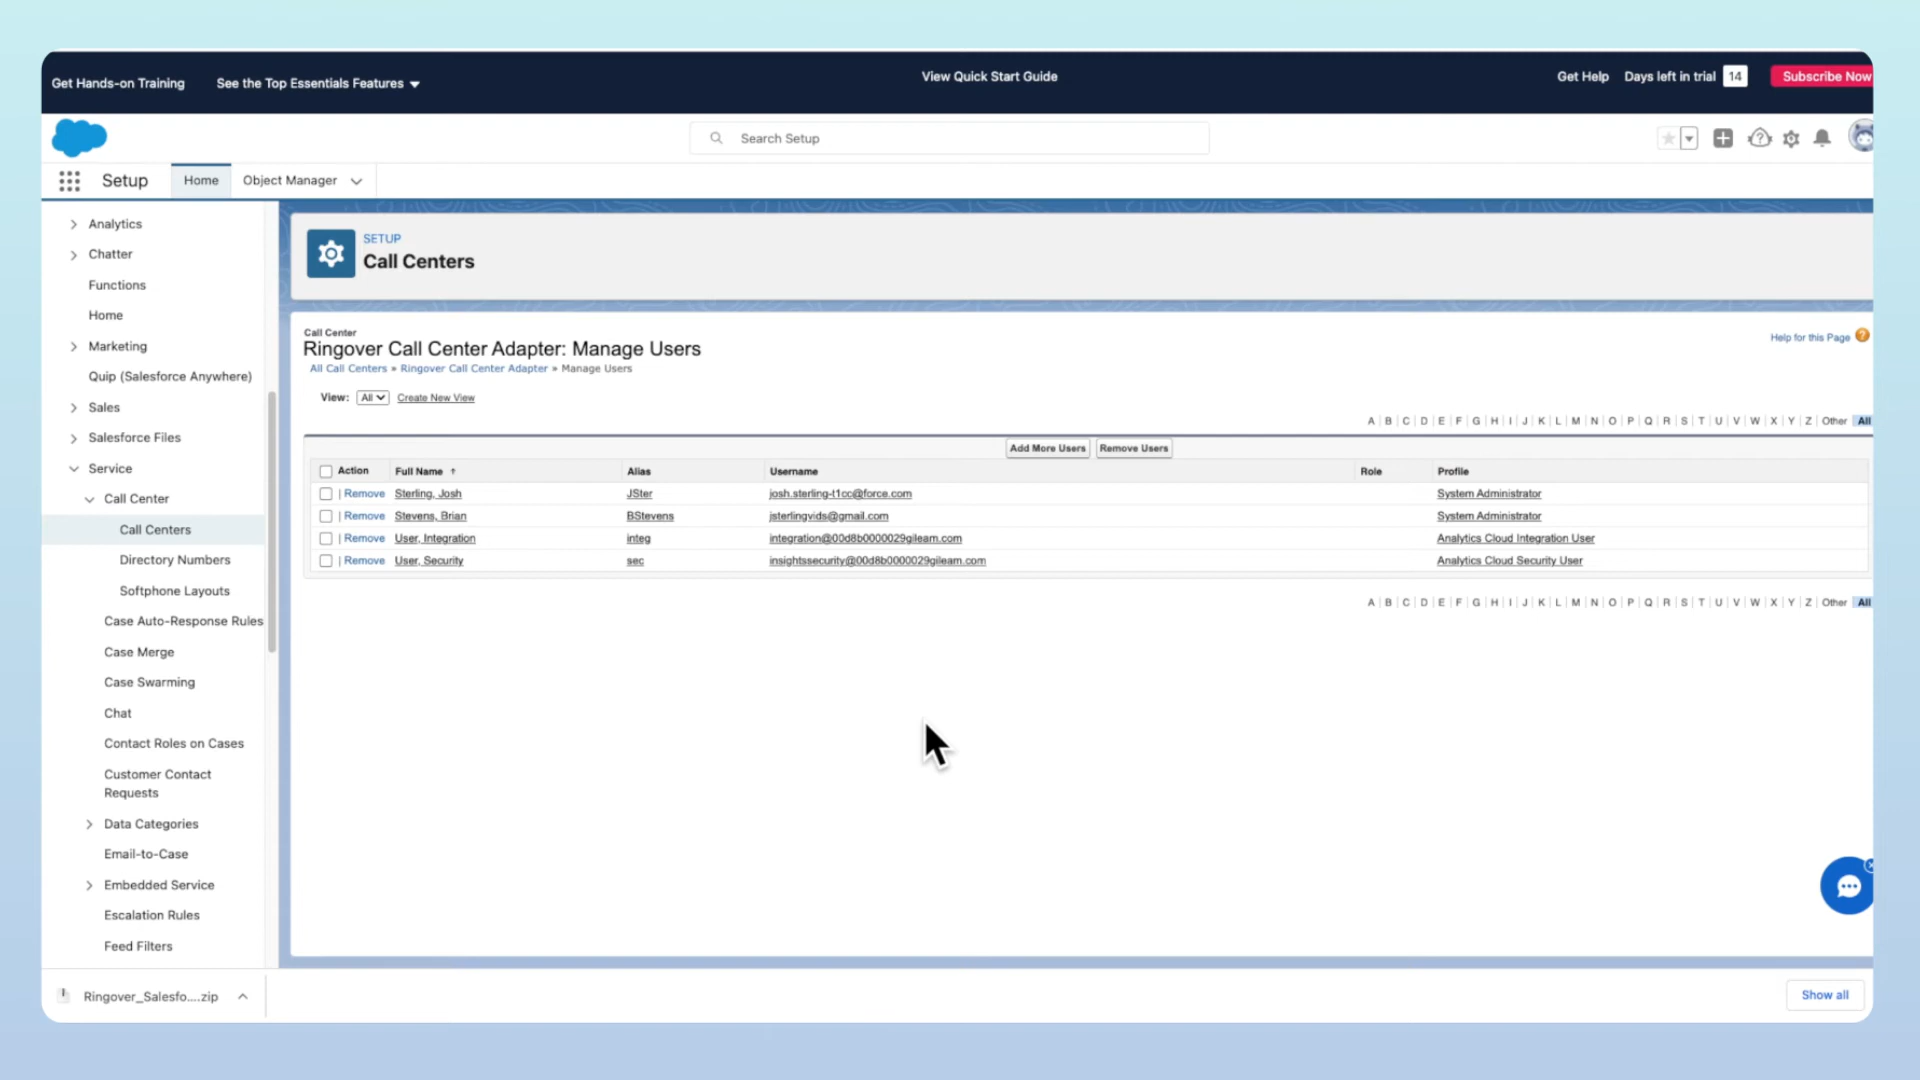 Get Hands-on Training See the Top Essentials Features View Quick Start Guide Get Help Days left in trial 14 Subscribe Now
Search Setup
Setup Home Object Manager
Analytics
Chatter
Functions
Home
Marketing
Quip (Salesforce Anywhere)
Sales
Salesforce Files
Service
Call Center
Call Centers
Directory Numbers
Softphone Layouts
Case Auto-Response Rules
Case Merge
Case Swarming
Chat
Contact Roles on Cases
Customer Contact
Requests
Data Categories
Email-to-Case
Embedded Service
Escalation Rules
Feed Filters
SETUP
Call Centers
Call Center
Ringover Call Center Adapter: Manage Users
Help for this Page ?
All Call Centers » Ringover Call Center Adapter » Manage Users
View: All Create New View
A | B | C | D | E | F | G | H | I | J | K | L | M | N | O | P | Q | R | S | T | U | V | W | X | Y | Z | Other All
Add More Users Remove Users
Action Full Name ↑ Alias Username Role Profile
| Remove Sterling, Josh JSter josh.sterling-t1cc@force.com System Administrator
| Remove Stevens, Brian BStevens jsterlingvids@gmail.com System Administrator
| Remove User, Integration integ integration@00d8b0000029gileam.com Analytics Cloud Integration User
| Remove User, Security sec insightssecurity@00d8b0000029gileam.com Analytics Cloud Security User
A | B | C | D | E | F | G | H | I | J | K | L | M | N | O | P | Q | R | S | T | U | V | W | X | Y | Z | Other All
Ringover_Salesfo....zip
Show all